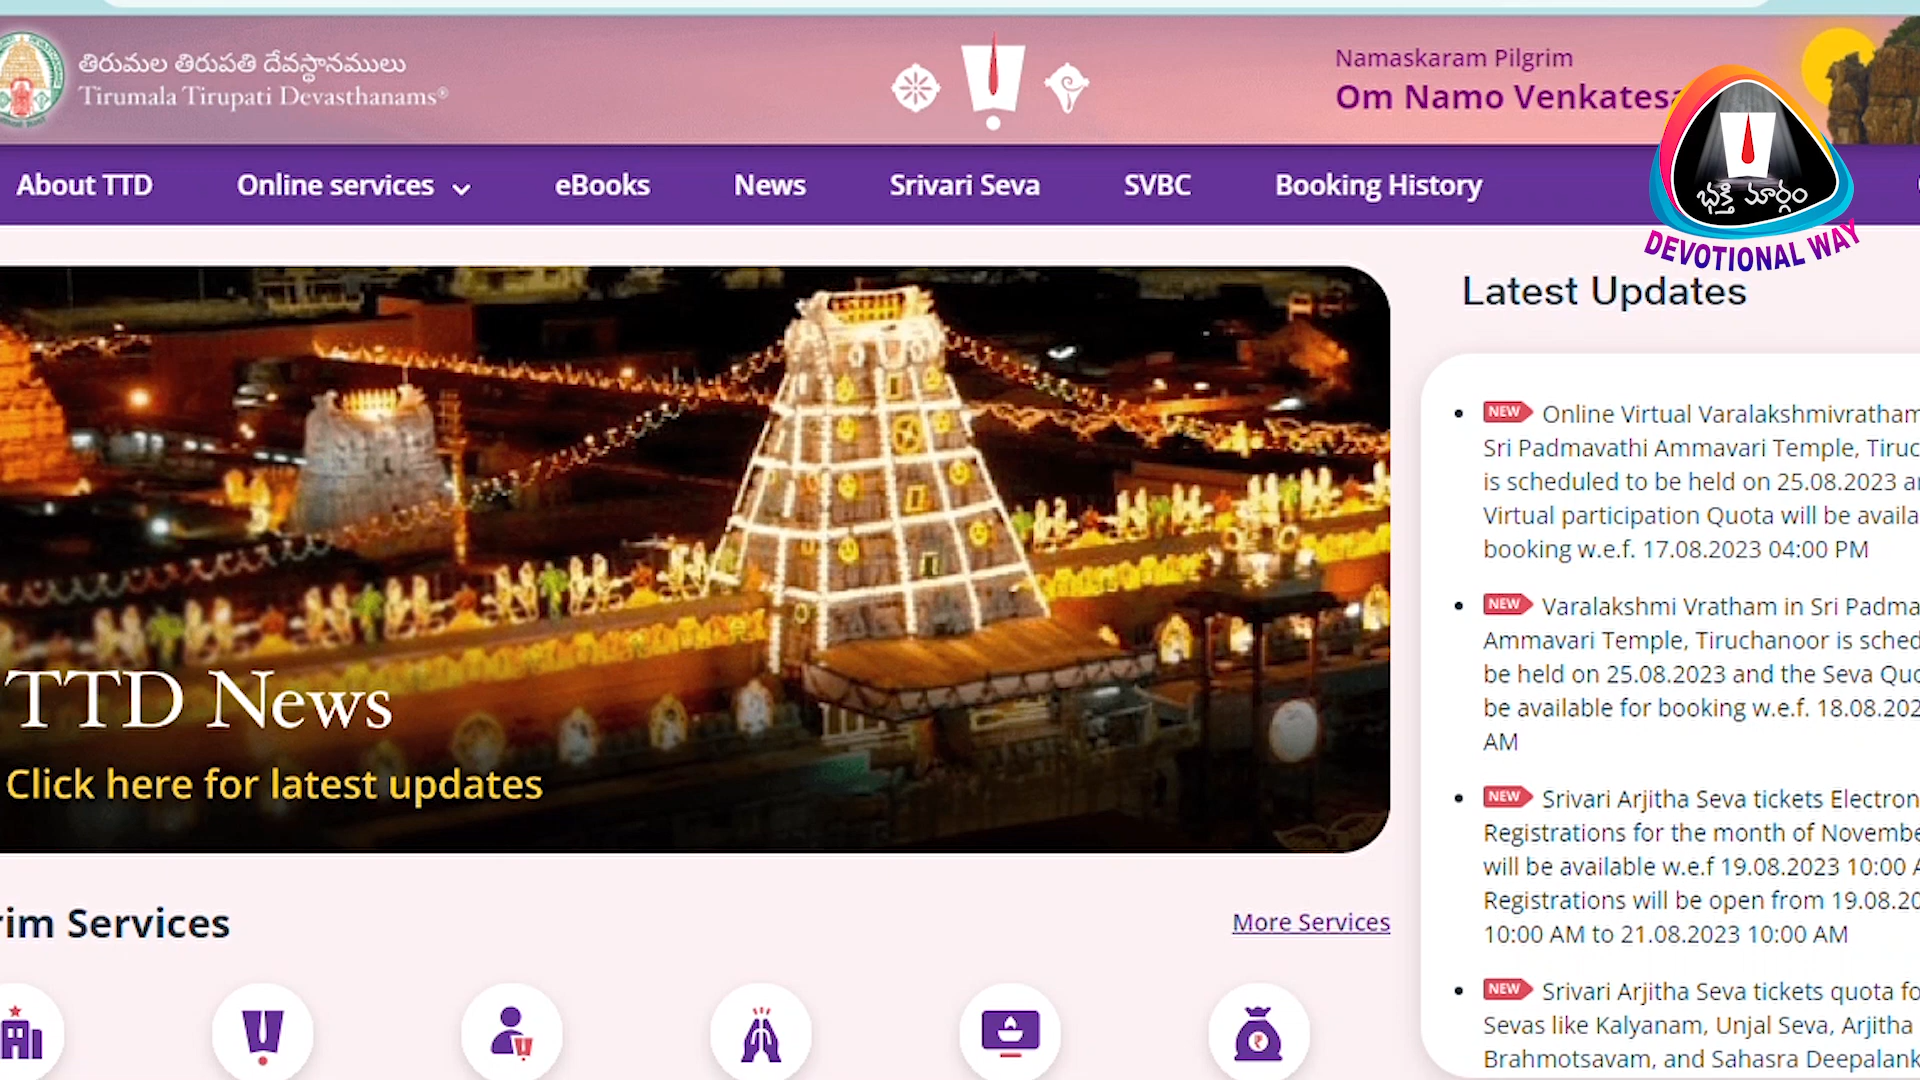 తిరుమల తిరుపతి దేవస్థానములు
Tirumala Tirupati Devasthanams®
Namaskaram Pilgrim
Om Namo Venkatesa
About TTD
Online services
eBooks
News
Srivari Seva
SVBC
Booking History
భక్తి మార్గం
DEVOTIONAL WAY
TTD News
Click here for latest updates
Latest Updates
NEW Online Virtual Varalakshmivratham
Sri Padmavathi Ammavari Temple, Tiruc
is scheduled to be held on 25.08.2023 a
Virtual participation Quota will be availa
booking w.e.f. 17.08.2023 04:00 PM
NEW Varalakshmi Vratham in Sri Padma
Ammavari Temple, Tiruchanoor is sched
be held on 25.08.2023 and the Seva Quo
be available for booking w.e.f. 18.08.202
AM
NEW Srivari Arjitha Seva tickets Electron
Registrations for the month of Novembe
will be available w.e.f 19.08.2023 10:00 A
Registrations will be open from 19.08.20
10:00 AM to 21.08.2023 10:00 AM
NEW Srivari Arjitha Seva tickets quota fo
Sevas like Kalyanam, Unjal Seva, Arjitha
Brahmotsavam, and Sahasra Deepalank
rim Services
More Services